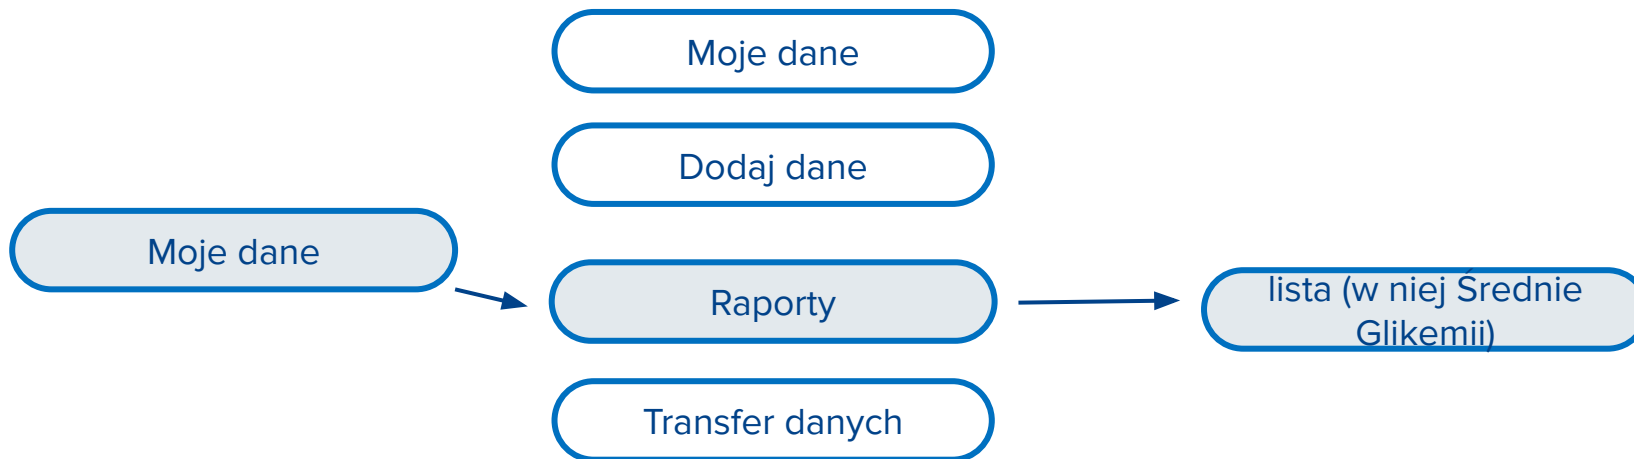 Moje dane
Dodaj dane
Moje dane
Raporty
lista (w niej Średnie
Glikemii)
Transfer danych